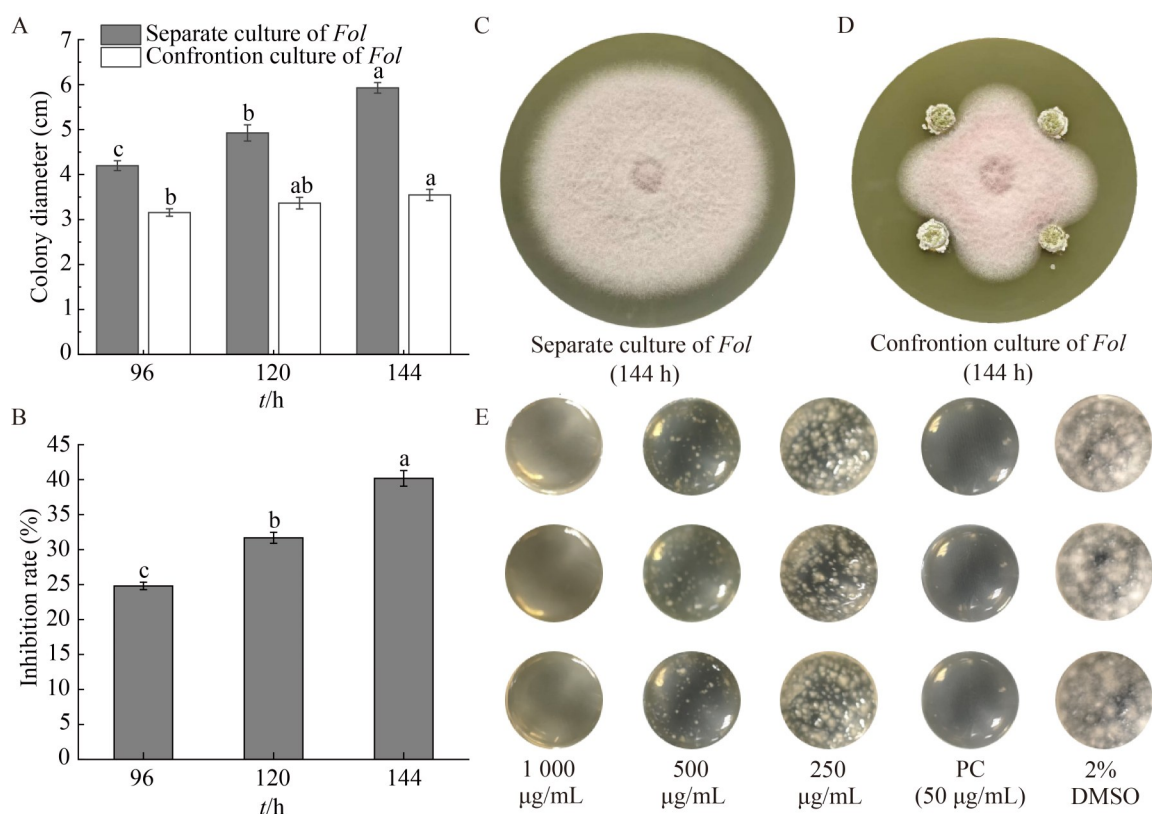 A
Separate culture of Fol
Confrontion culture of Fol
Colony diameter (cm)
7
6
5
4
3
2
1
0
c
b
b
ab
a
a
96
120
144
t/h
B
Inhibition rate (%)
45
40
35
30
25
20
15
10
5
0
c
b
a
96
120
144
t/h
C
Separate culture of Fol
(144 h)
D
Confrontion culture of Fol
(144 h)
E
1 000
μg/mL
500
μg/mL
250
μg/mL
PC
(50 μg/mL)
2%
DMSO